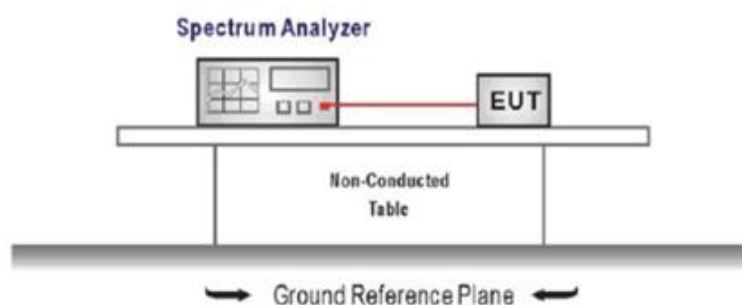 Spectrum Analyzer
EUT
Non-Conducted
Table
Ground Reference Plane